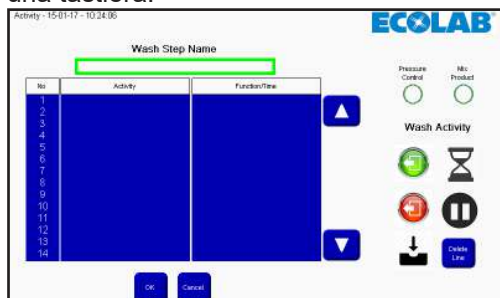 una tastiera.
Activity - 15-01-17 - 10:24:06
ECOLAB
Wash Step Name
Pressure Control
Mic Product
No Activity Function/Time
1
2
3
4
5
6
7
8
9
10
11
12
13
14
Wash Activity
Delete Line
OK Cancel